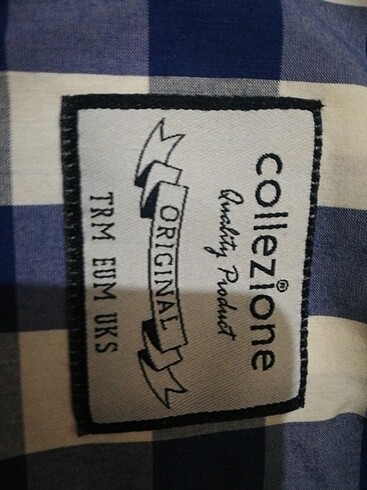 collezione®
Quality Product
ORIGINAL
TRM EUM UKS